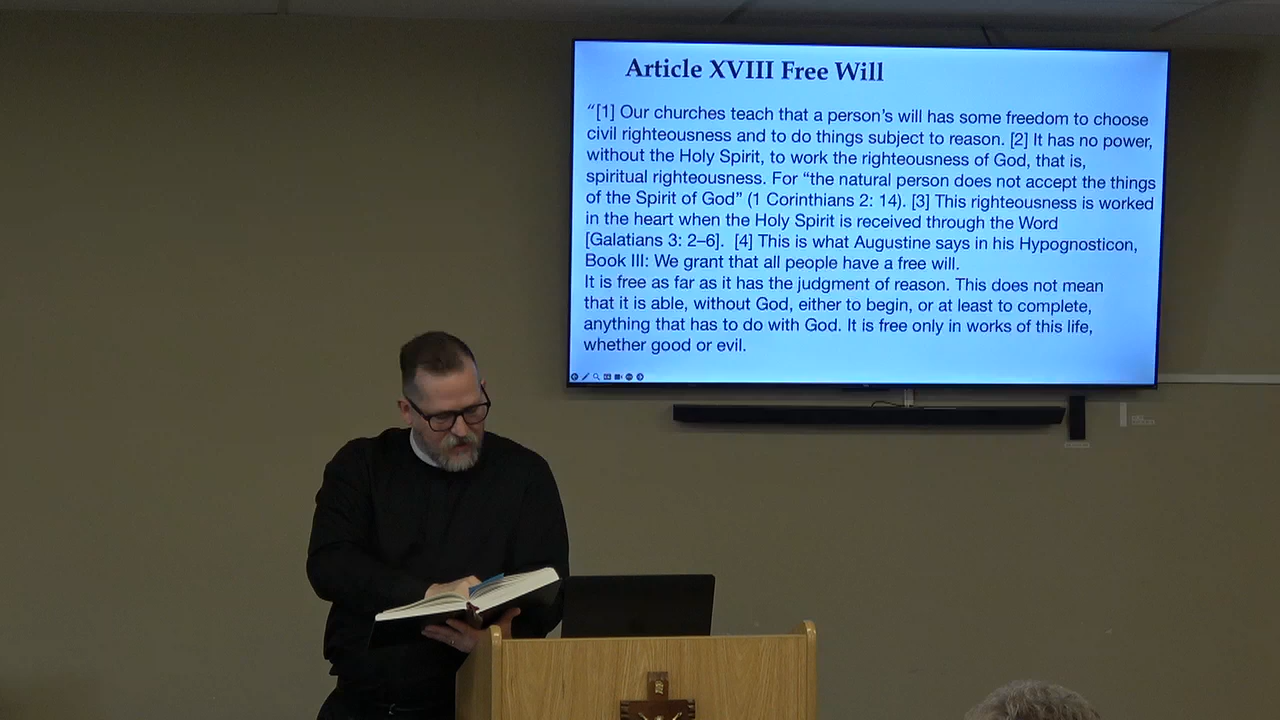 Article XVIII Free Will
“[1] Our churches teach that a person’s will has some freedom to choose
civil righteousness and to do things subject to reason. [2] It has no power,
without the Holy Spirit, to work the righteousness of God, that is,
spiritual righteousness. For “the natural person does not accept the things
of the Spirit of God” (1 Corinthians 2: 14). [3] This righteousness is worked
in the heart when the Holy Spirit is received through the Word
[Galatians 3: 2–6].  [4] This is what Augustine says in his Hypognosticon,
Book III: We grant that all people have a free will.
It is free as far as it has the judgment of reason. This does not mean
that it is able, without God, either to begin, or at least to complete,
anything that has to do with God. It is free only in works of this life,
whether good or evil.